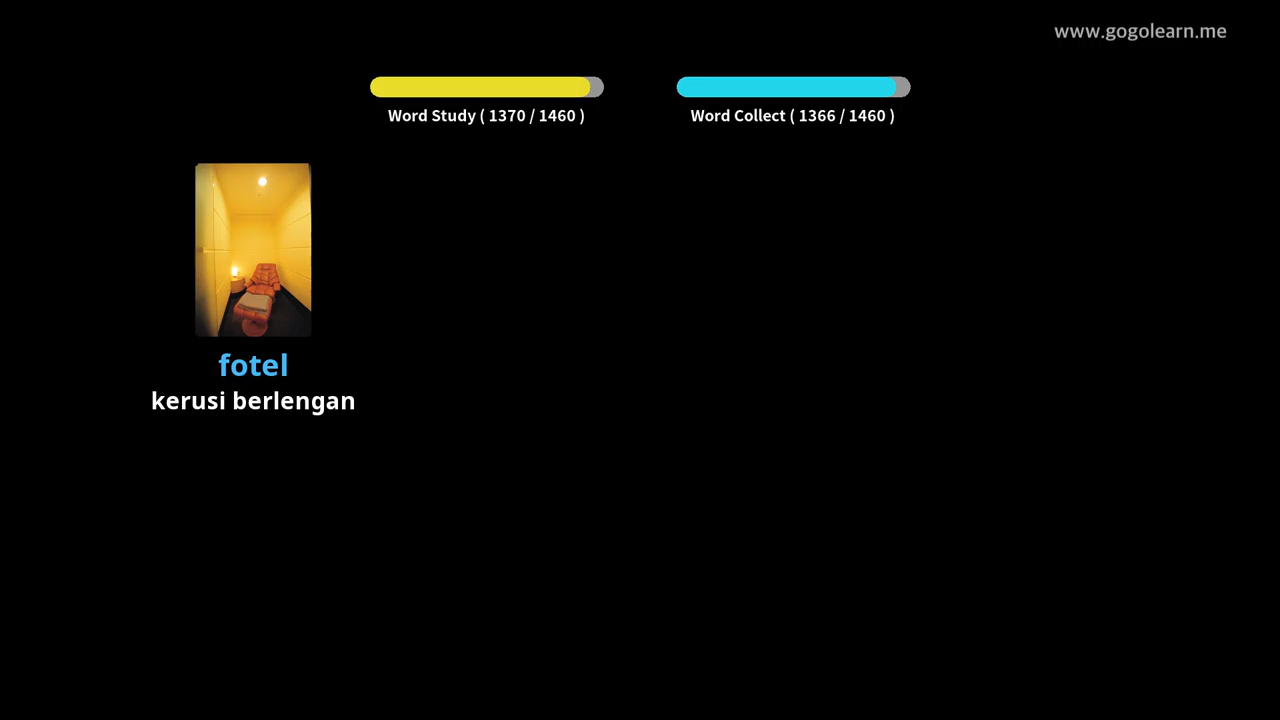 www.gogolearn.me
Word Study ( 1370 / 1460 )
Word Collect ( 1366 / 1460 )
fotel
kerusi berlengan